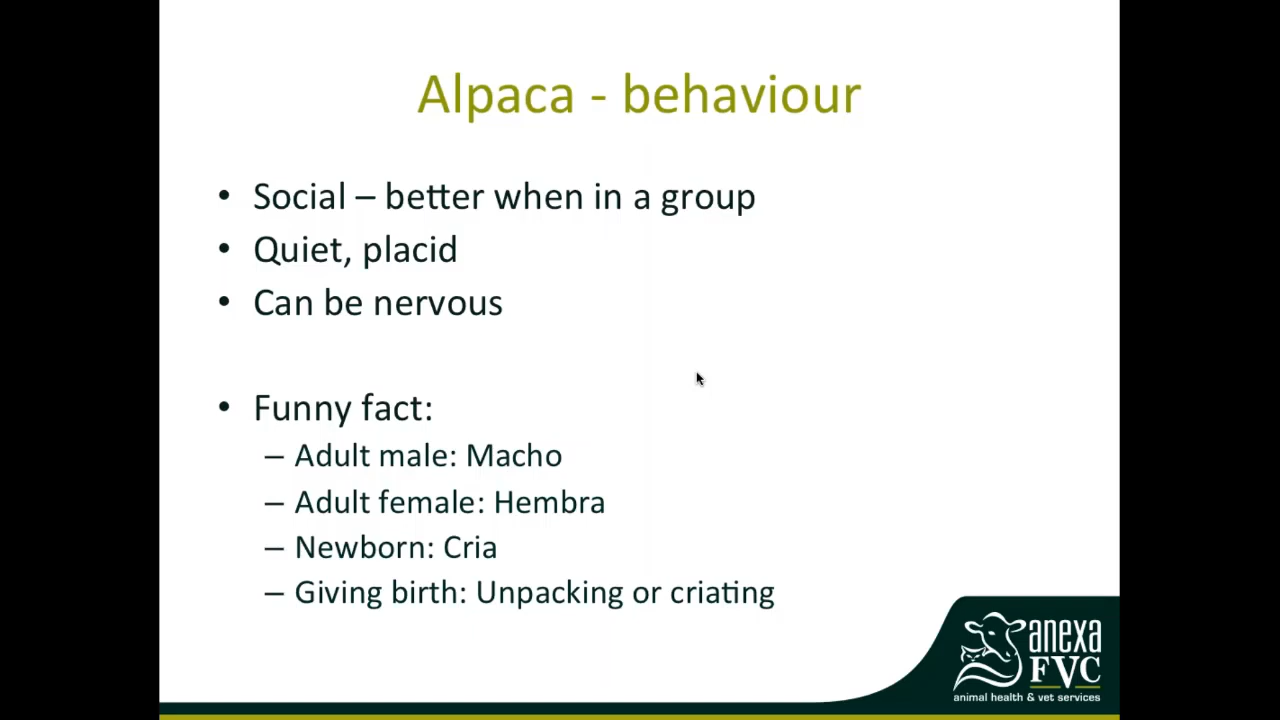 Alpaca - behaviour
• Social – better when in a group
• Quiet, placid
• Can be nervous
• Funny fact:
– Adult male: Macho
– Adult female: Hembra
– Newborn: Cria
– Giving birth: Unpacking or criating
anexa
FVC
animal health & vet services